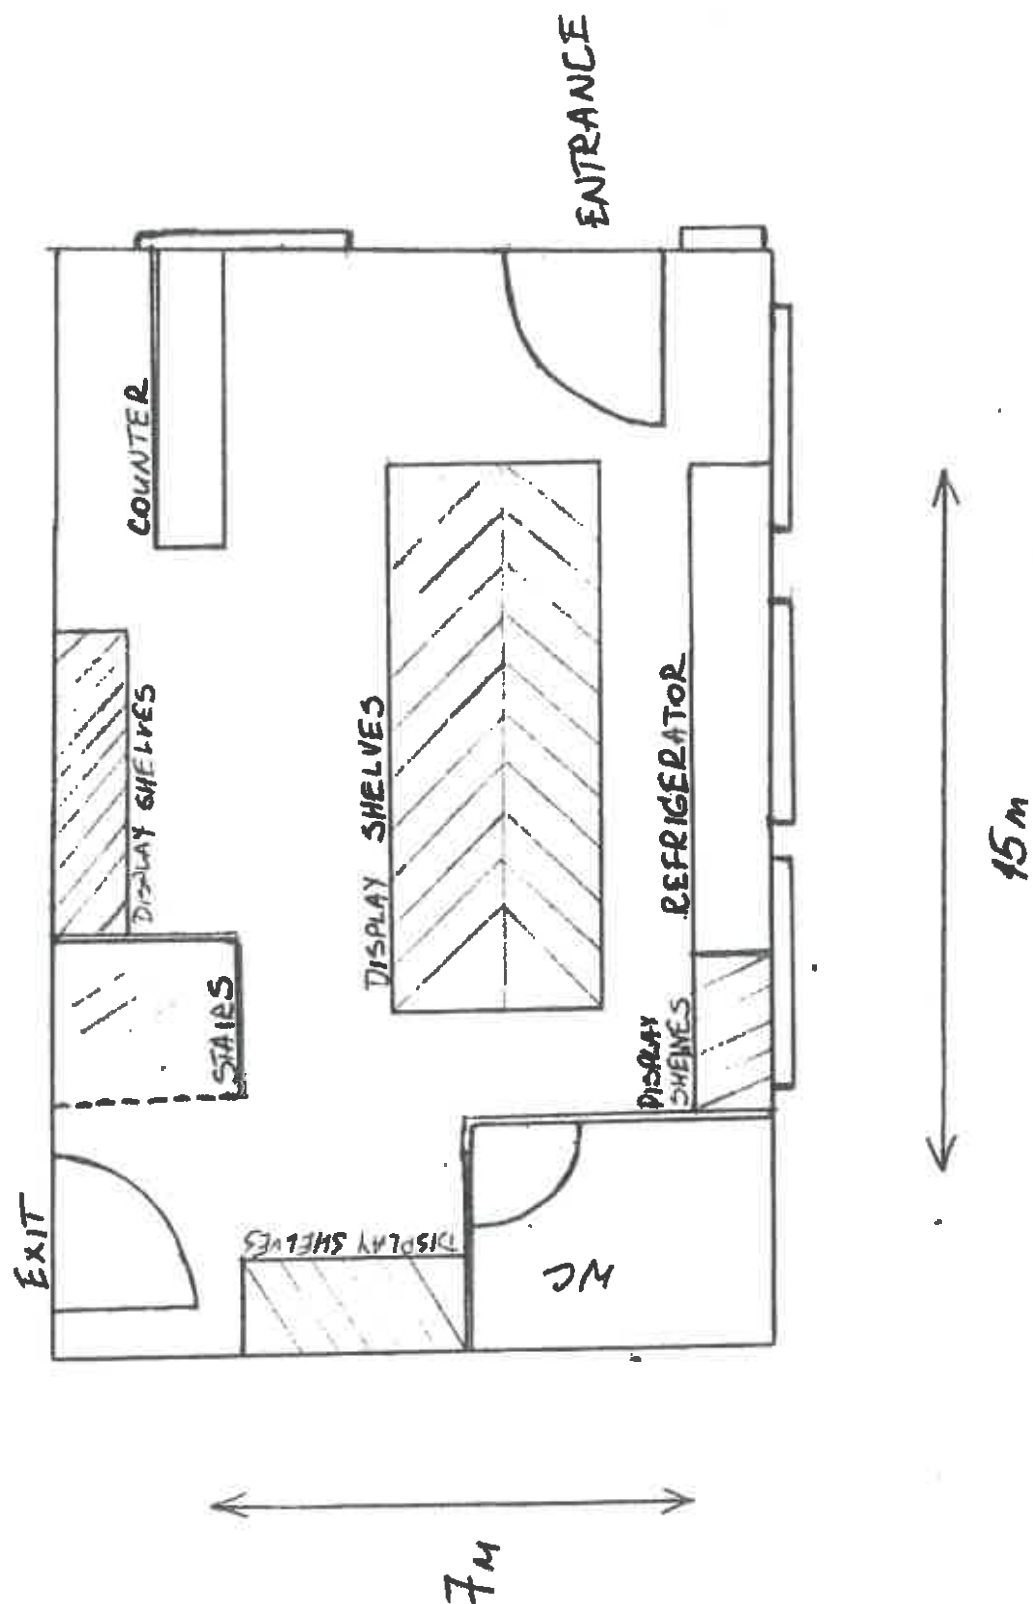 ENTRANCE
COUNTER
DISPLAY SHELVES
DISPLAY SHELVES
REFRIGERATOR
STAIRS
DISPLAY
SHELVES
EXIT
DISPLAY SHELVES
WC
15m
7m